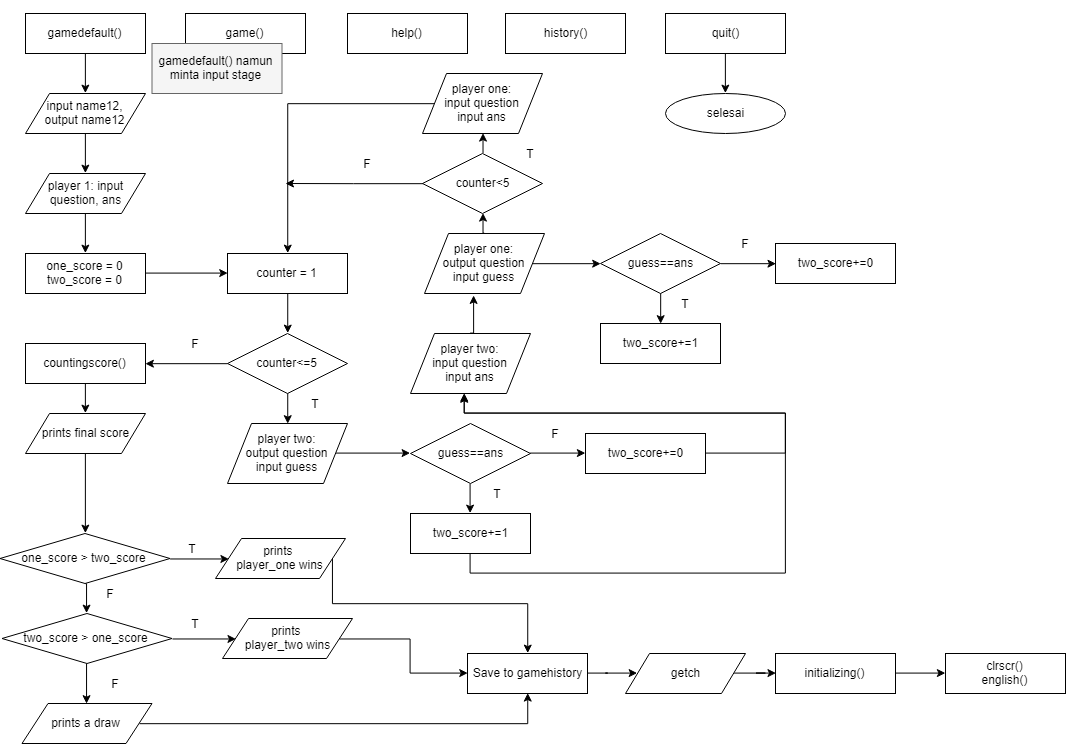 gamedefault()
game()
help()
history()
quit()
gamedefault() namun
minta input stage
input name12,
output name12
player one:
input question
input ans
selesai
T
F
counter<5
player 1: input
question, ans
player one:
output question
input guess
guess==ans
F
two_score+=0
one_score = 0
two_score = 0
counter = 1
T
two_score+=1
F
countingscore()
counter<=5
player two:
input question
input ans
T
prints final score
player two:
output question
input guess
guess==ans
F
two_score+=0
T
two_score+=1
one_score > two_score
T
prints
player_one wins
F
two_score > one_score
T
prints
player_two wins
Save to gamehistory
getch
initializing()
clrscr()
english()
F
prints a draw